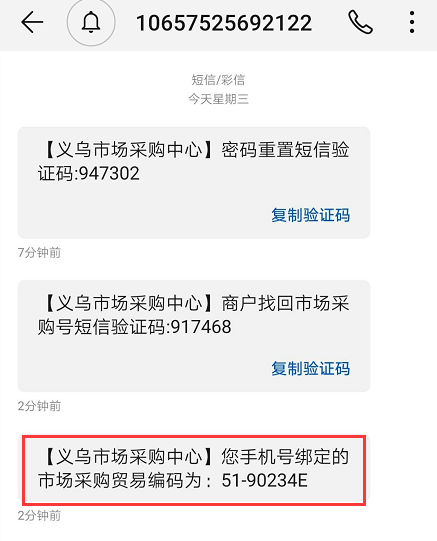 10657525692122
短信/彩信
今天星期三
【义乌市场采购中心】密码重置短信验
证码:947302
复制验证码
7分钟前
【义乌市场采购中心】商户找回市场采
购号短信验证码:917468
复制验证码
2分钟前
【义乌市场采购中心】您手机号绑定的
市场采购贸易编码为：51-90234E
2分钟前